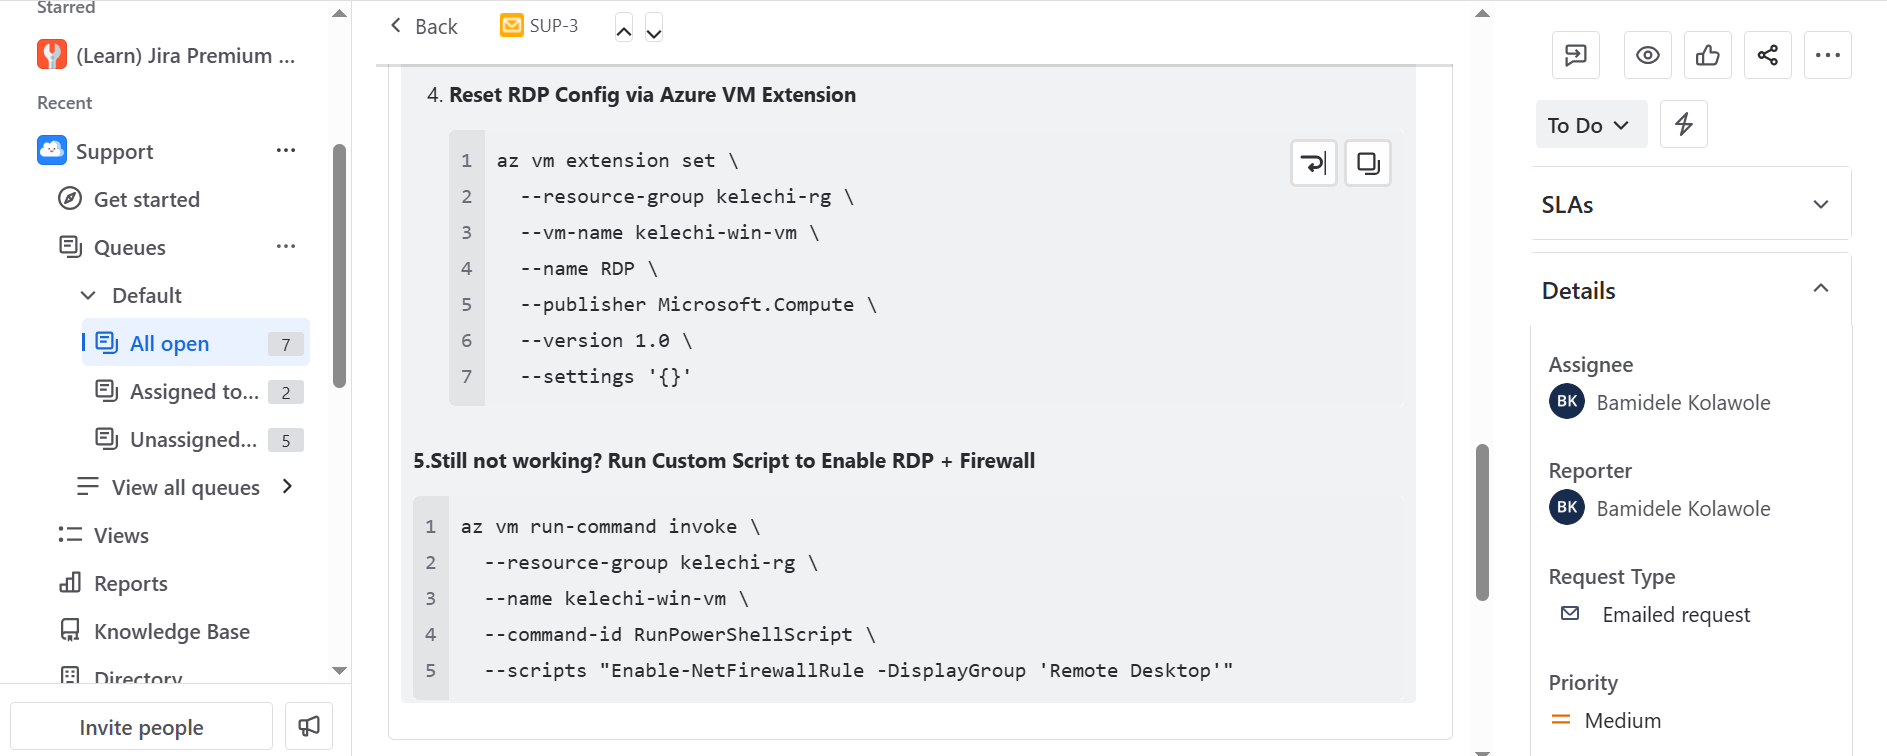 Starred
(Learn) Jira Premium ...
Recent
Support
Get started
Queues
Default
All open 7
Assigned to... 2
Unassigned... 5
View all queues
Views
Reports
Knowledge Base
Directory
Invite people
Back
SUP-3
4. Reset RDP Config via Azure VM Extension
1 az vm extension set \
2 --resource-group kelechi-rg \
3 --vm-name kelechi-win-vm \
4 --name RDP \
5 --publisher Microsoft.Compute \
6 --version 1.0 \
7 --settings '{}'
5.Still not working? Run Custom Script to Enable RDP + Firewall
1 az vm run-command invoke \
2 --resource-group kelechi-rg \
3 --name kelechi-win-vm \
4 --command-id RunPowerShellScript \
5 --scripts "Enable-NetFirewallRule -DisplayGroup 'Remote Desktop'"
To Do
SLAs
Details
Assignee
BK Bamidele Kolawole
Reporter
BK Bamidele Kolawole
Request Type
Emailed request
Priority
Medium